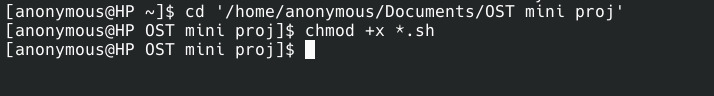 [anonymous@HP ~]$ cd '/home/anonymous/Documents/OST mini proj'
[anonymous@HP OST mini proj]$ chmod +x *.sh
[anonymous@HP OST mini proj]$